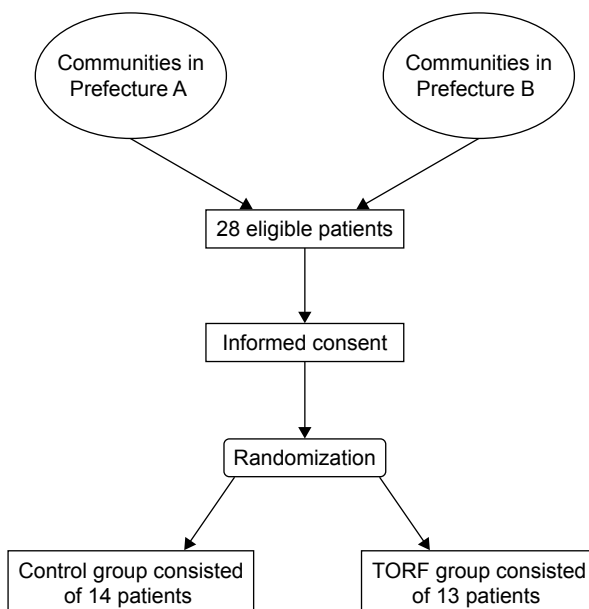 Communities in
Prefecture A
Communities in
Prefecture B
28 eligible patients
Informed consent
Randomization
Control group consisted
of 14 patients
TORF group consisted
of 13 patients